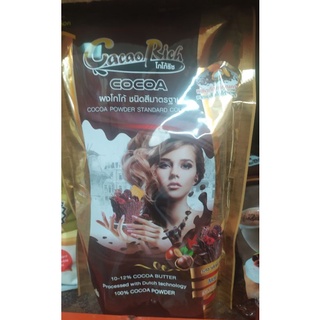 Cacao Rich
โกโก้ริช
COCOA
ผงโกโก้ ชนิดสีมาตรฐาน
COCOA POWDER STANDARD
10-12% COCOA BUTTER
Processed with Dutch technology
100% COCOA POWDER